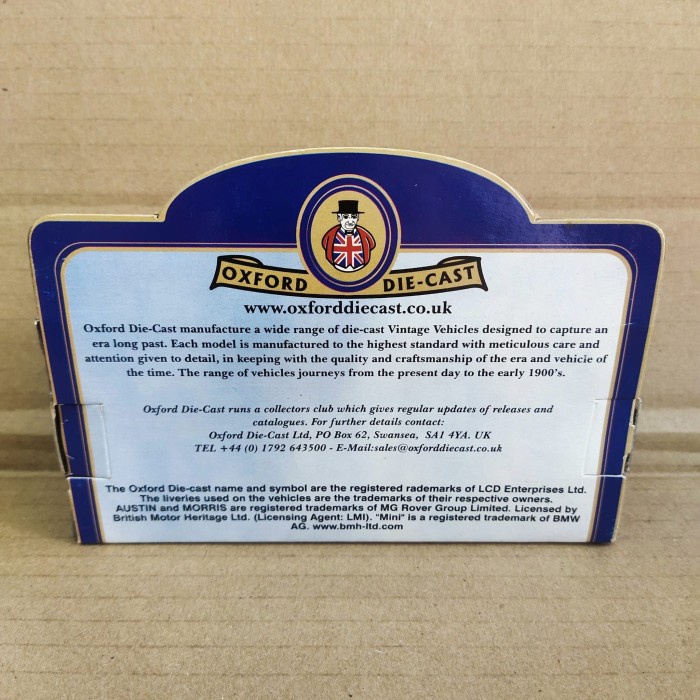 OXFORD DIE-CAST
www.oxforddiecast.co.uk
Oxford Die-Cast manufacture a wide range of die-cast Vintage Vehicles designed to capture an
era long past. Each model is manufactured to the highest standard with meticulous care and
attention given to detail, in keeping with the quality and craftsmanship of the era and vehicle of
the time. The range of vehicles journeys from the present day to the early 1900's.
Oxford Die-Cast runs a collectors club which gives regular updates of releases and
catalogues. For further details contact:
Oxford Die-Cast Ltd, PO Box 62, Swansea, SA1 4YA. UK
TEL +44 (0) 1792 643500 - E-Mail:sales@oxforddiecast.co.uk
The Oxford Die-cast name and symbol are the registered trademarks of LCD Enterprises Ltd.
The liveries used on the vehicles are the trademarks of their respective owners.
AUSTIN and MORRIS are registered trademarks of MG Rover Group Limited. Licensed by
British Motor Heritage Ltd. (Licensing Agent: LMI). "Mini" is a registered trademark of BMW
AG. www.bmh-ltd.com